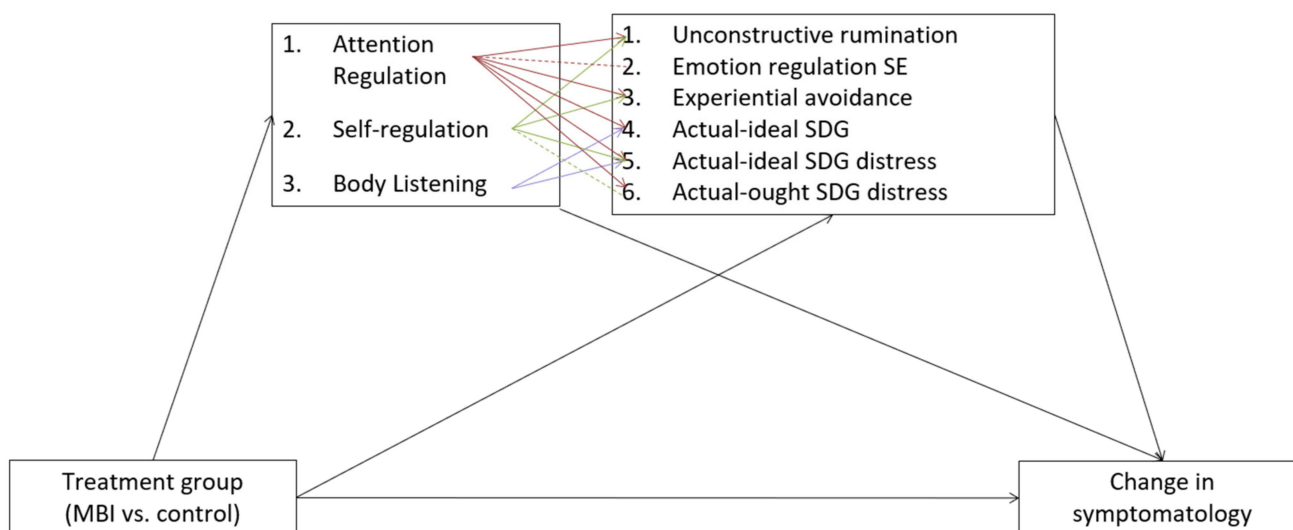 1. Attention
Regulation
2. Self-regulation
3. Body Listening
1. Unconstructive rumination
2. Emotion regulation SE
3. Experiential avoidance
4. Actual-ideal SDG
5. Actual-ideal SDG distress
6. Actual-ought SDG distress
Treatment group
(MBI vs. control)
Change in
symptomatology